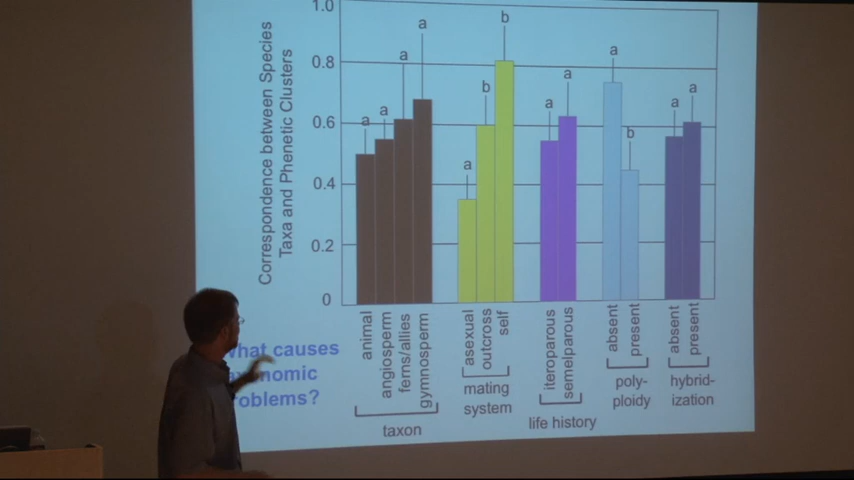 Correspondence between Species
Taxa and Phenetic Clusters
1.0
0.8
0.6
0.4
0.2
0
a
a
a
a
a
b
b
a
a
a
b
a
a
animal
angiosperm
ferns/allies
gymnosperm
taxon
asexual
outcross
self
mating
system
iteroparous
semelparous
life history
absent
present
poly-
ploidy
absent
present
hybrid-
ization
What causes
problems?